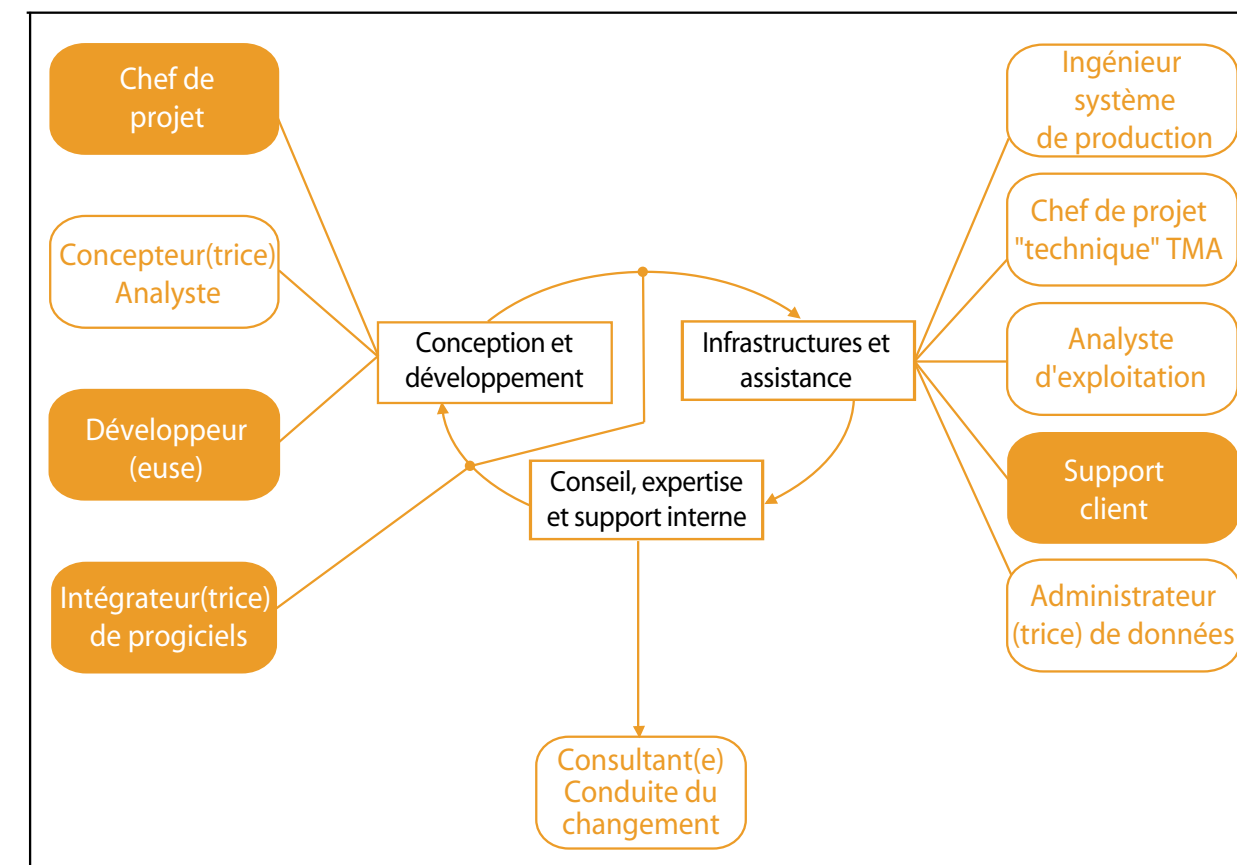 Chef de
projet
Concepteur(trice)
Analyste
Développeur
(euse)
Intégrateur(trice)
de progiciels
Conception et
développement
Infrastructures et
assistance
Conseil, expertise
et support interne
Consultant(e)
Conduite du
changement
Ingénieur
système
de production
Chef de projet
"technique" TMA
Analyste
d'exploitation
Support
client
Administrateur
(trice) de données